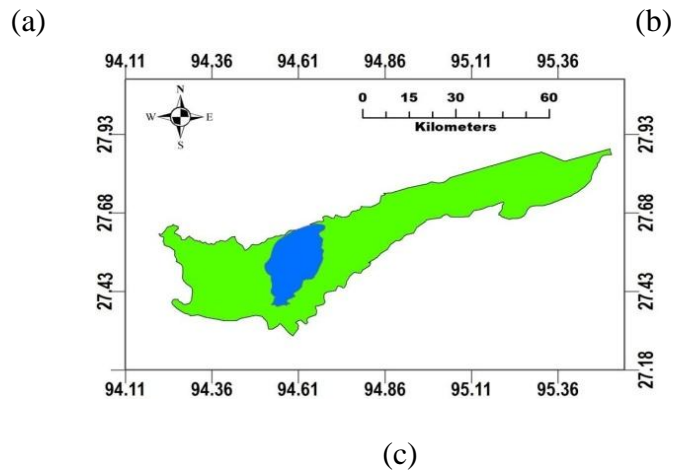 (a) (b)
94.11 94.36 94.61 94.86 95.11 95.36
N
W E
S
0 15 30 60
Kilometers
27.93 27.93
27.68 27.68
27.43 27.43
27.18
94.11 94.36 94.61 94.86 95.11 95.36
(c)